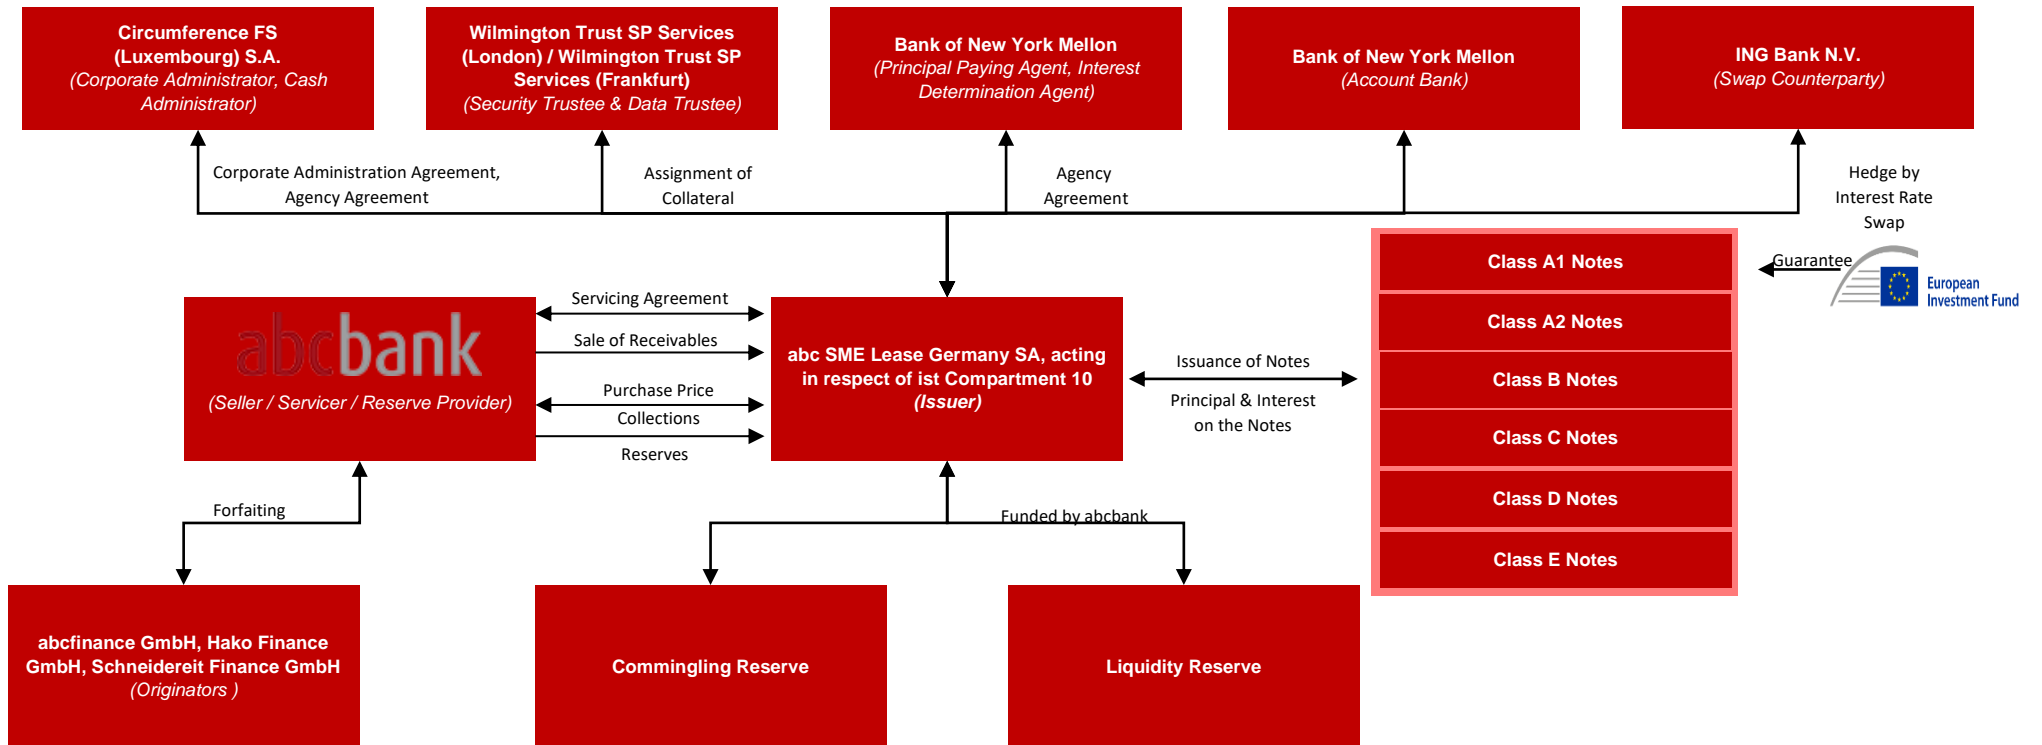 Circumference FS
(Luxembourg) S.A.
(Corporate Administrator, Cash
Administrator)
Wilmington Trust SP Services
(London) / Wilmington Trust SP
Services (Frankfurt)
(Security Trustee & Data Trustee)
Bank of New York Mellon
(Principal Paying Agent, Interest
Determination Agent)
Bank of New York Mellon
(Account Bank)
ING Bank N.V.
(Swap Counterparty)
Corporate Administration Agreement,
Agency Agreement
Assignment of
Collateral
Agency
Agreement
Hedge by
Interest Rate
Swap
abcbank
(Seller / Servicer / Reserve Provider)
Servicing Agreement
Sale of Receivables
Purchase Price
Collections
Reserves
abc SME Lease Germany SA, acting
in respect of ist Compartment 10
(Issuer)
Issuance of Notes
Principal & Interest
on the Notes
Class A1 Notes
Class A2 Notes
Class B Notes
Class C Notes
Class D Notes
Class E Notes
Guarantee
European
Investment Fund
Forfaiting
Funded by abcbank
abcfinance GmbH, Hako Finance
GmbH, Schneidereit Finance GmbH
(Originators )
Commingling Reserve
Liquidity Reserve